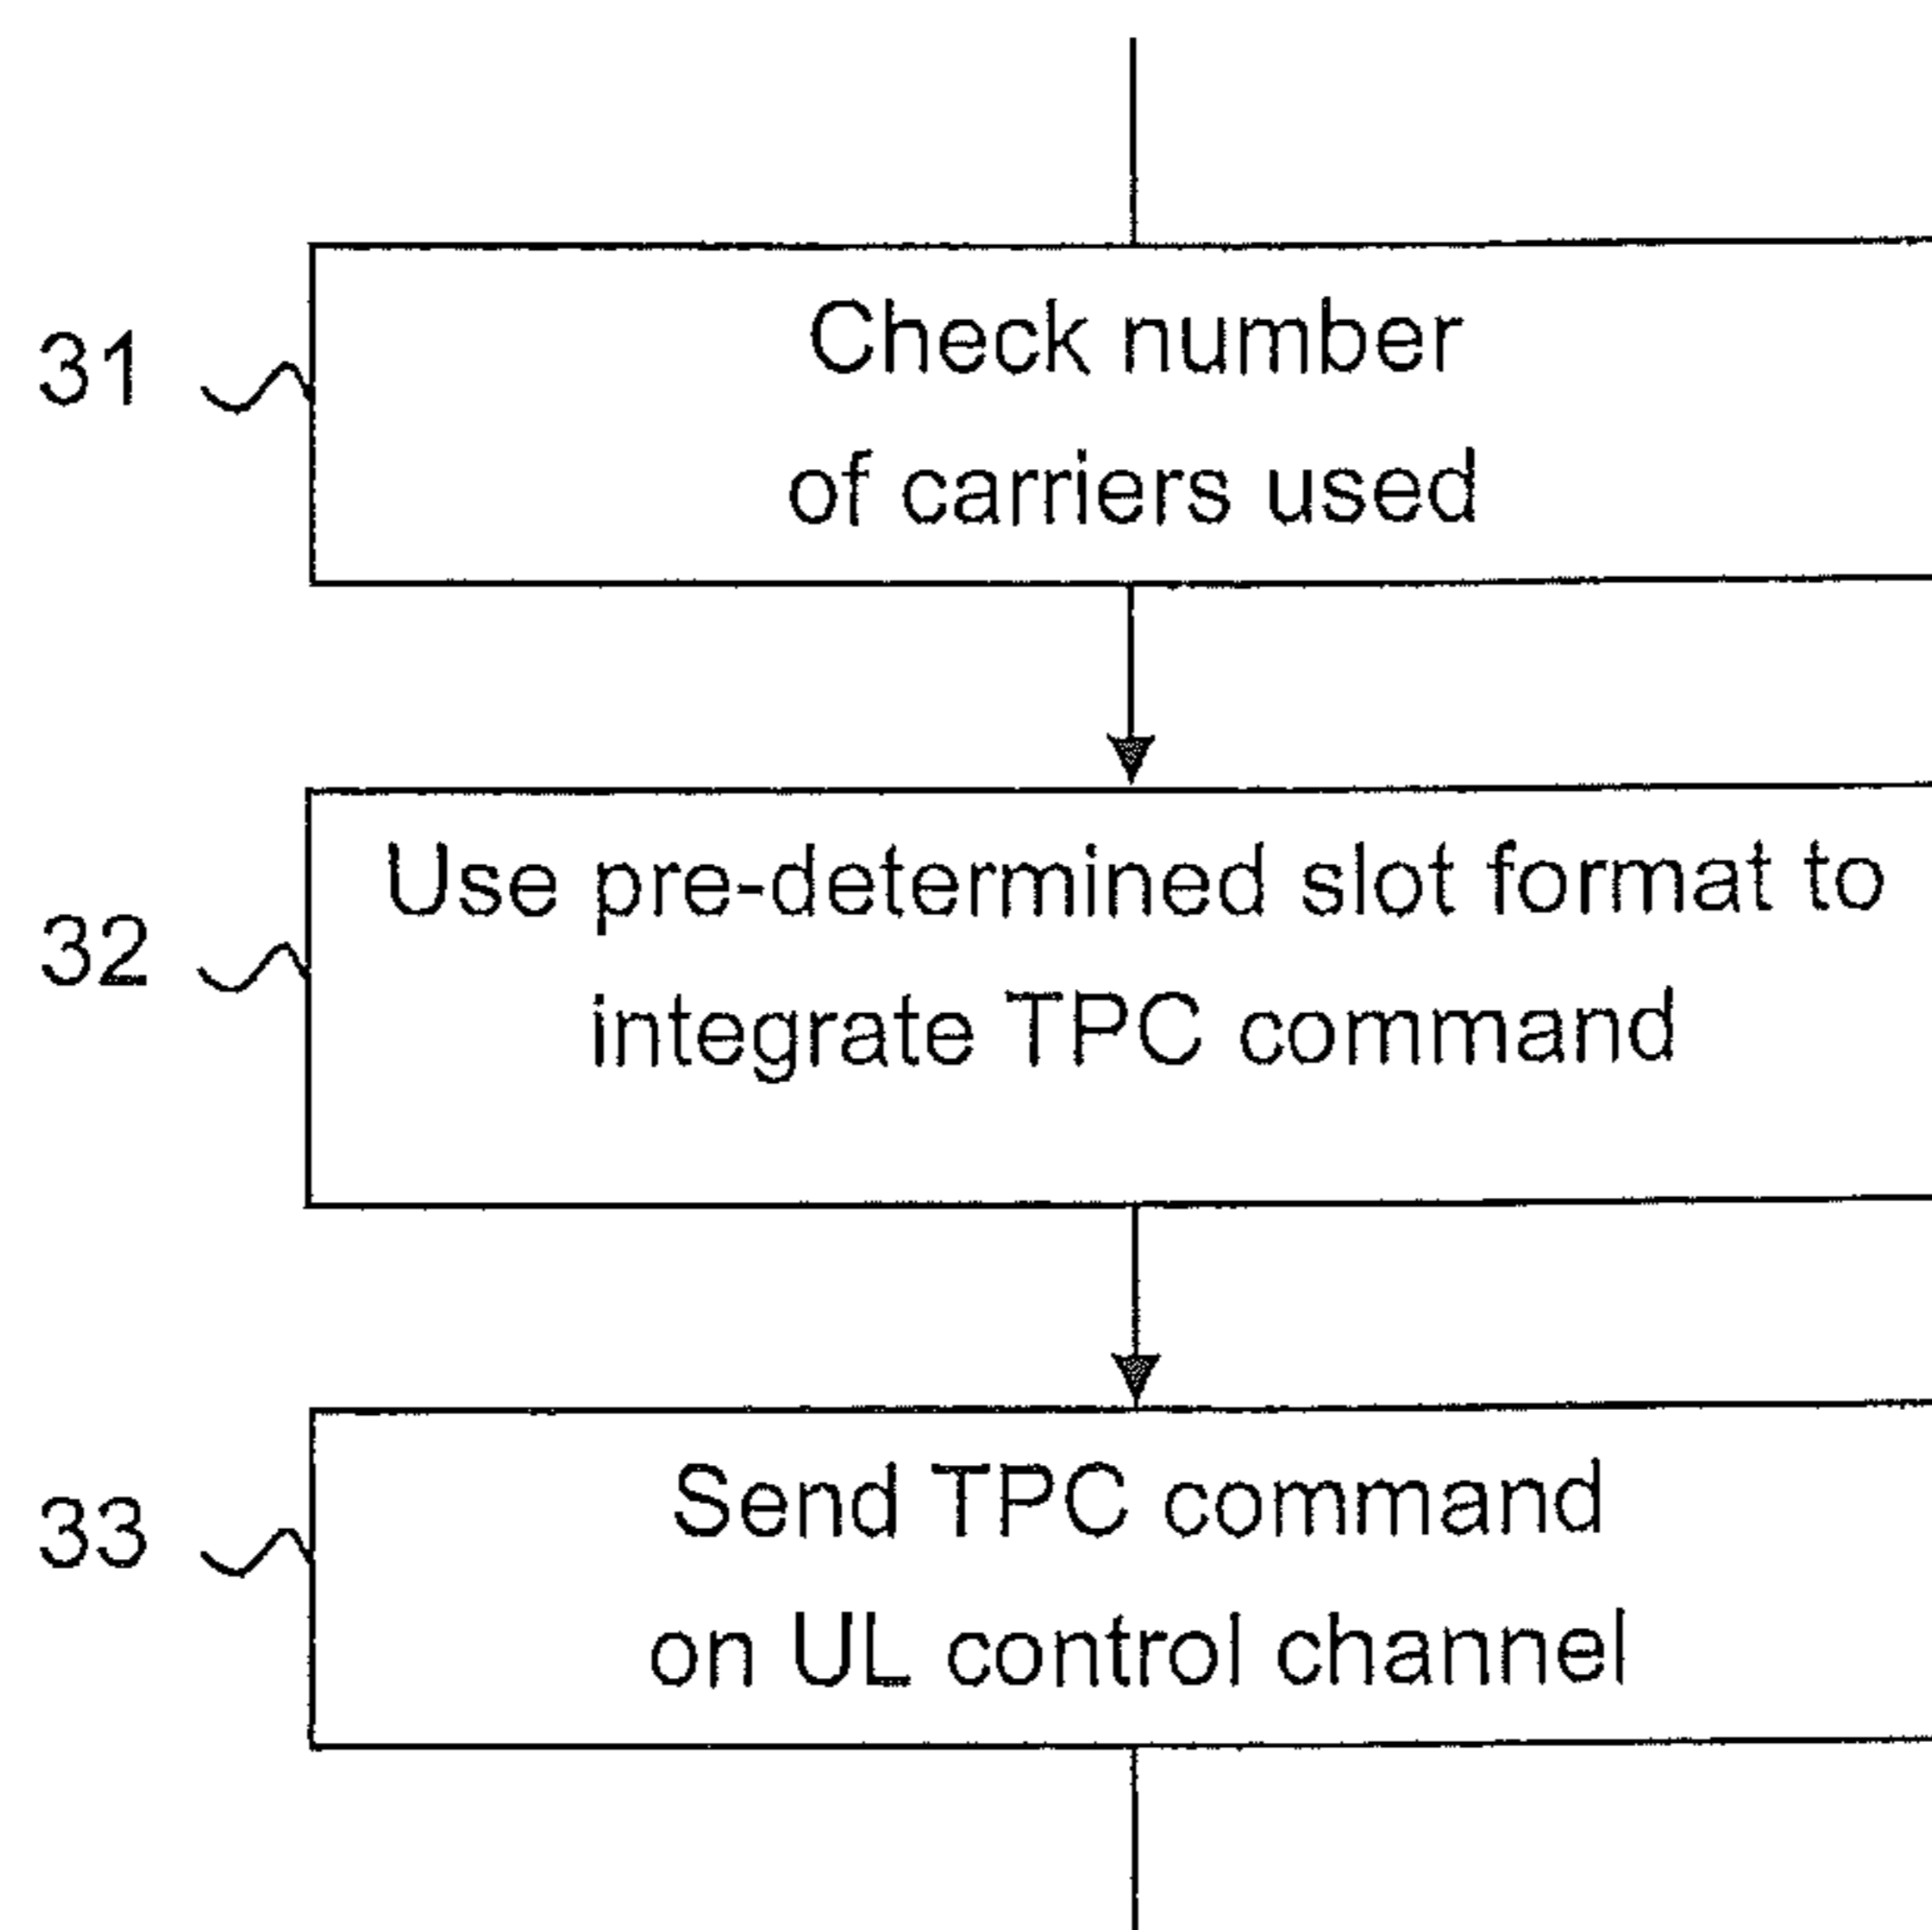 31
Check number
of carriers used
32
Use pre-determined slot format to
integrate TPC command
33
Send TPC command
on UL control channel